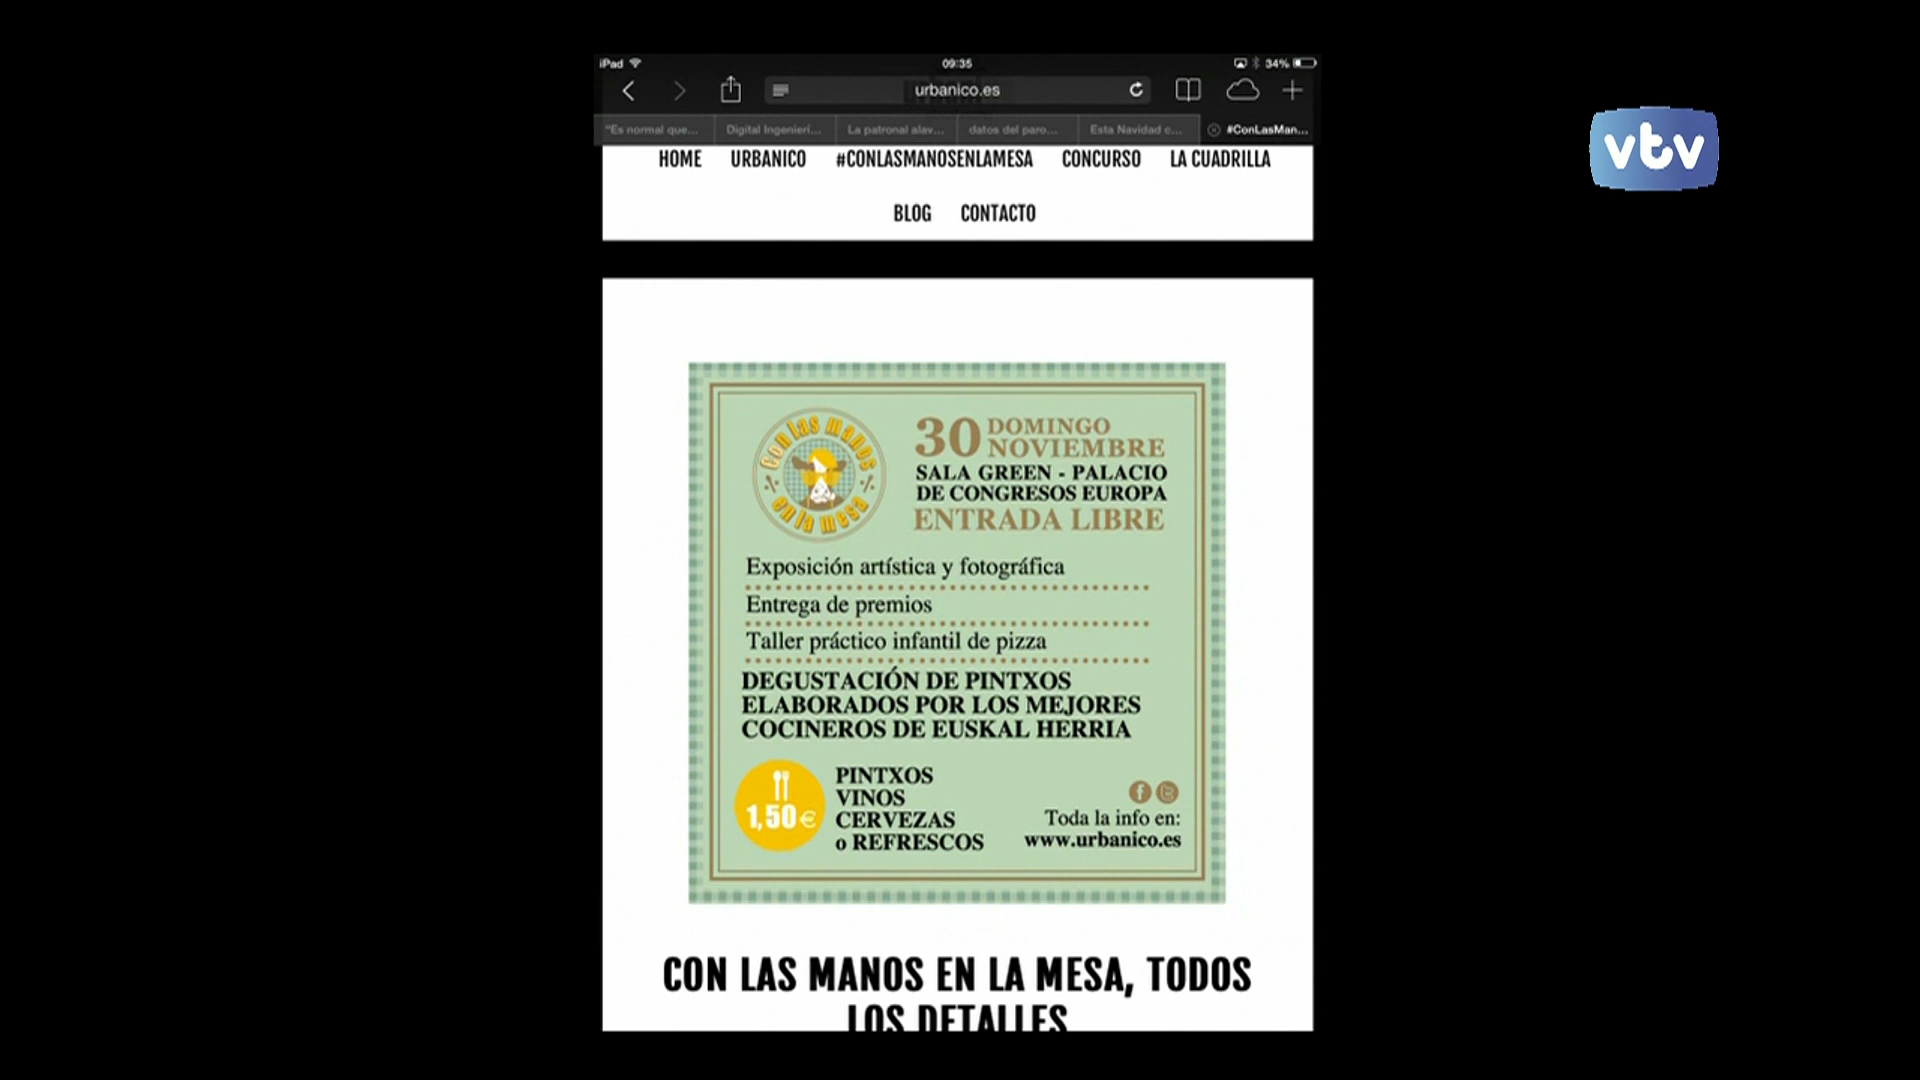 iPad 09:35 34%
urbanico.es
"Es normal que... Digital Ingenieri... La patronal alav... datos del paro... Esta Navidad c... #ConLasMan...
vtv
HOME URBANICO #CONLASMANOSENLAMESA CONCURSO LA CUADRILLA
BLOG CONTACTO
con las manos
en la mesa
30 DOMINGO
NOVIEMBRE
SALA GREEN - PALACIO
DE CONGRESOS EUROPA
ENTRADA LIBRE
Exposición artística y fotográfica
Entrega de premios
Taller práctico infantil de pizza
DEGUSTACIÓN DE PINTXOS
ELABORADOS POR LOS MEJORES
COCINEROS DE EUSKAL HERRIA
1,50€
PINTXOS
VINOS
CERVEZAS
o REFRESCOS
Toda la info en:
www.urbanico.es
CON LAS MANOS EN LA MESA, TODOS
LOS DETALLES